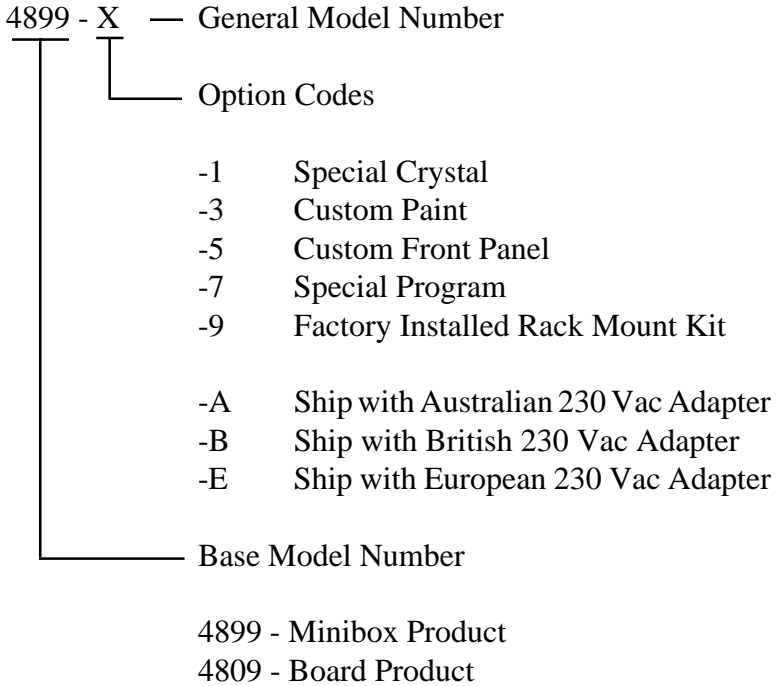 4899 - X — General Model Number
Option Codes
-1 Special Crystal
-3 Custom Paint
-5 Custom Front Panel
-7 Special Program
-9 Factory Installed Rack Mount Kit
-A Ship with Australian 230 Vac Adapter
-B Ship with British 230 Vac Adapter
-E Ship with European 230 Vac Adapter
Base Model Number
4899 - Minibox Product
4809 - Board Product